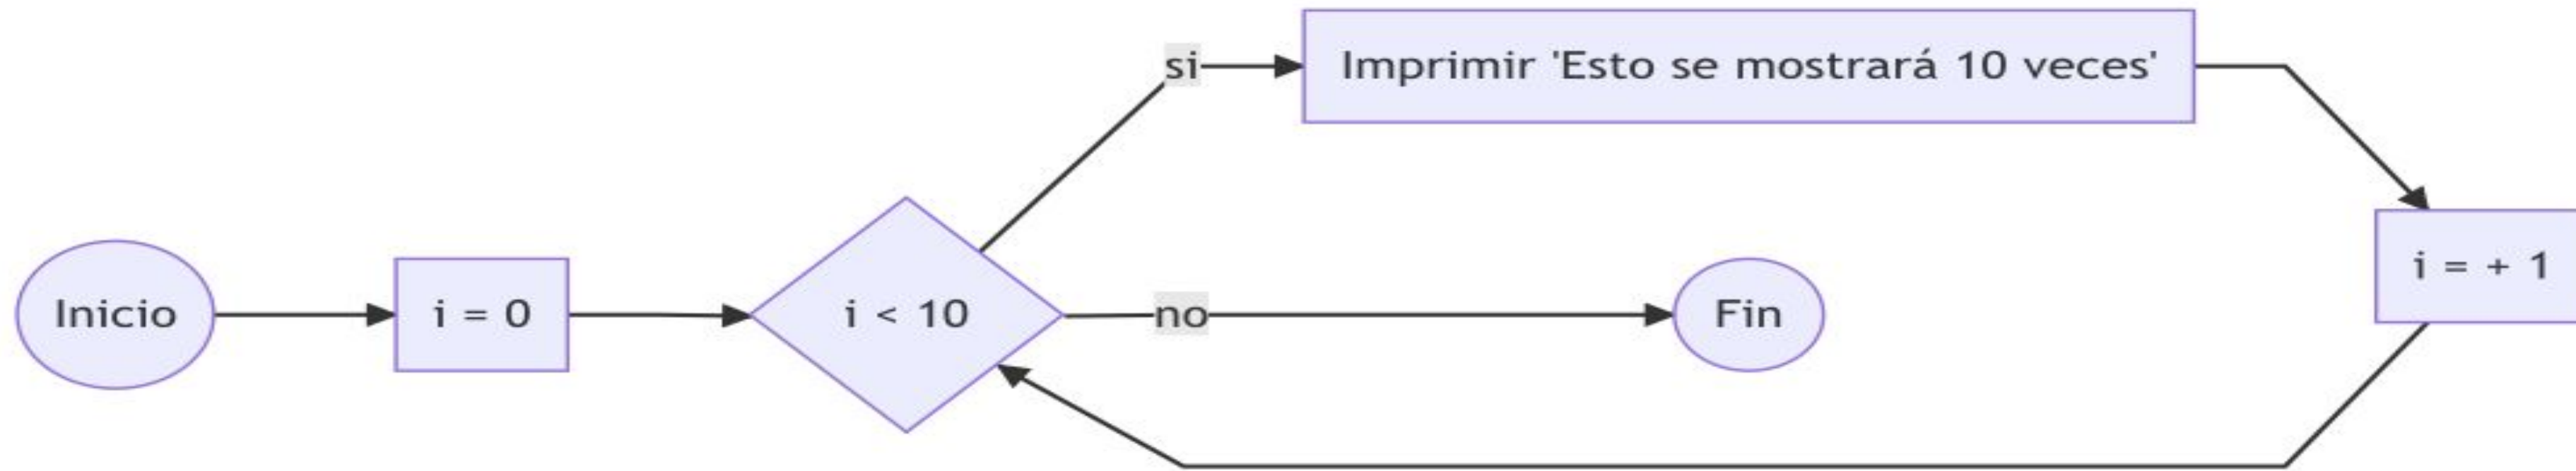 Inicio
i = 0
i < 10
si
Imprimir 'Esto se mostrará 10 veces'
i = + 1
no
Fin